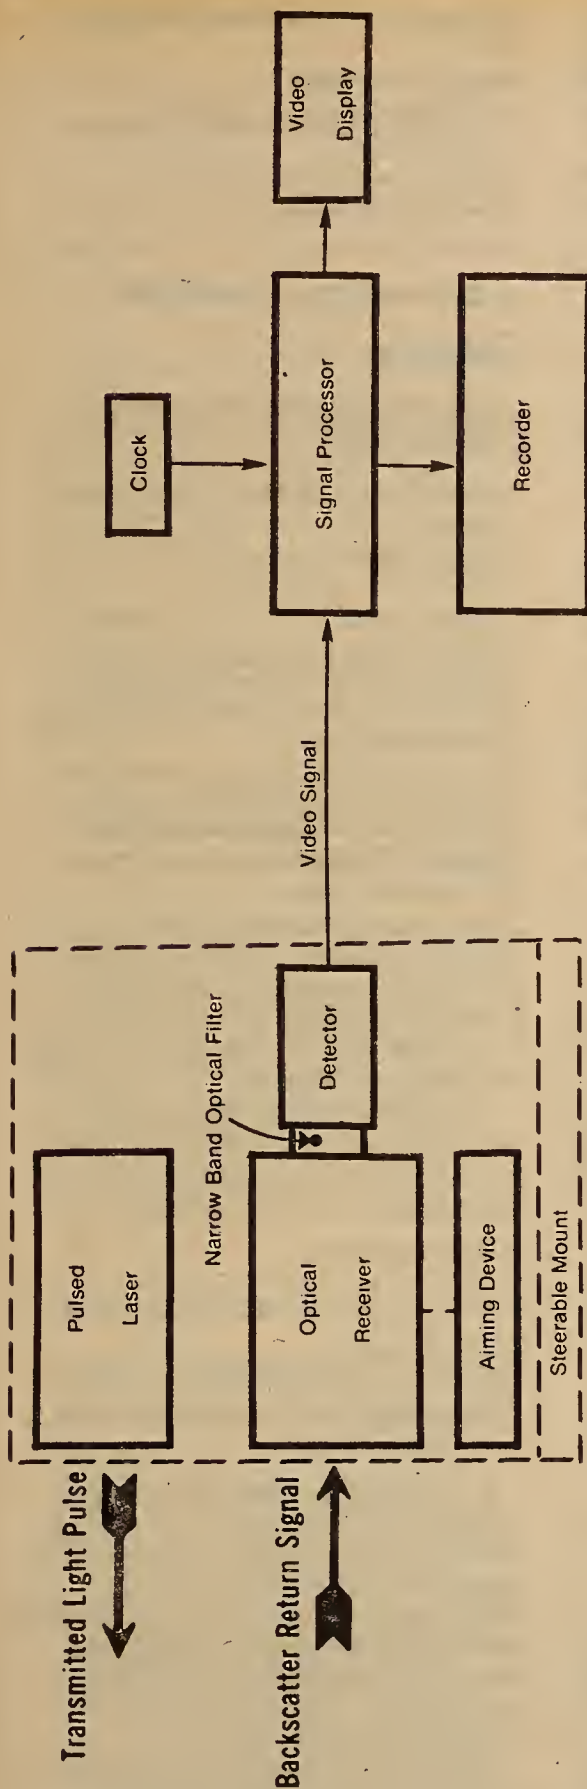 Transmitted Light Pulse
Backscatter Return Signal
Pulsed
Laser
Narrow Band Optical Filter
Optical
Receiver
Detector
Aiming Device
Steerable Mount
Video Signal
Clock
Signal Processor
Recorder
Video
Display